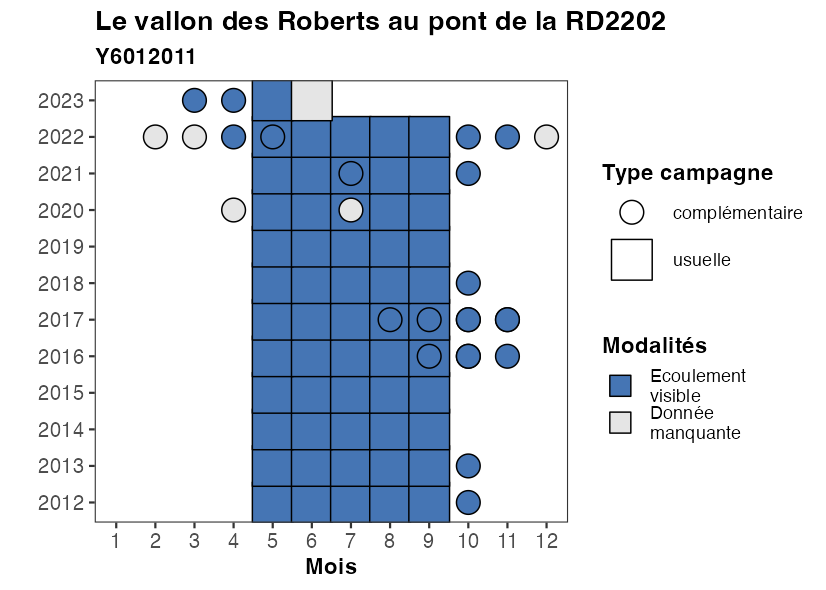 Le vallon des Roberts au pont de la RD2202
Y6012011
2023
2022
2021
2020
2019
2018
2017
2016
2015
2014
2013
2012
1 2 3 4 5 6 7 8 9 10 11 12
Mois
Type campagne
complémentaire
usuelle
Modalités
Ecoulement
visible
Donnée
manquante